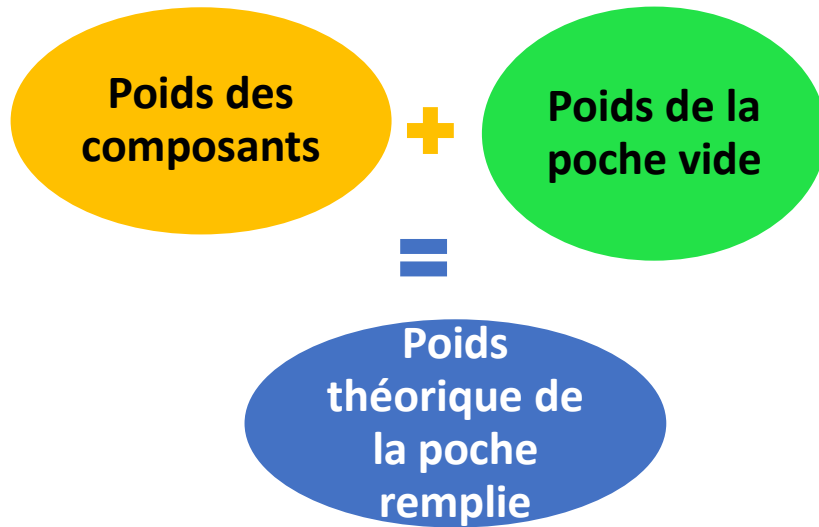 Poids des
composants
+
Poids de la
poche vide
=
Poids
théorique de
la poche
remplie